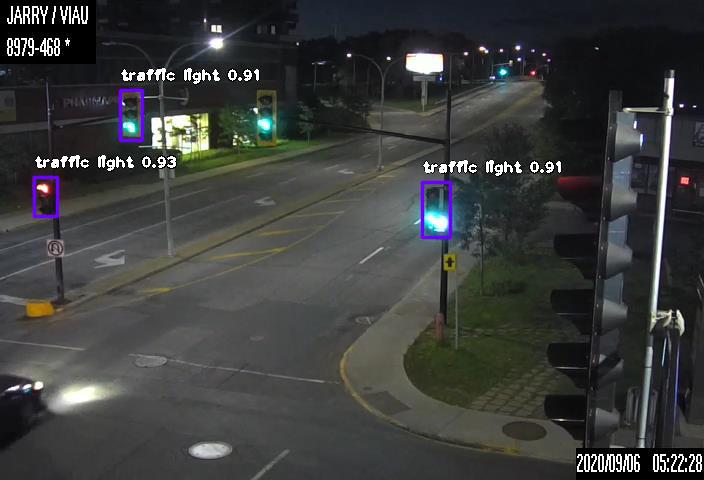 JARRY / VIAU
8979-468 *
traffic light 0.91
PHARMA
traffic light 0.93
traffic light 0.91
2020/09/06 05:22:28